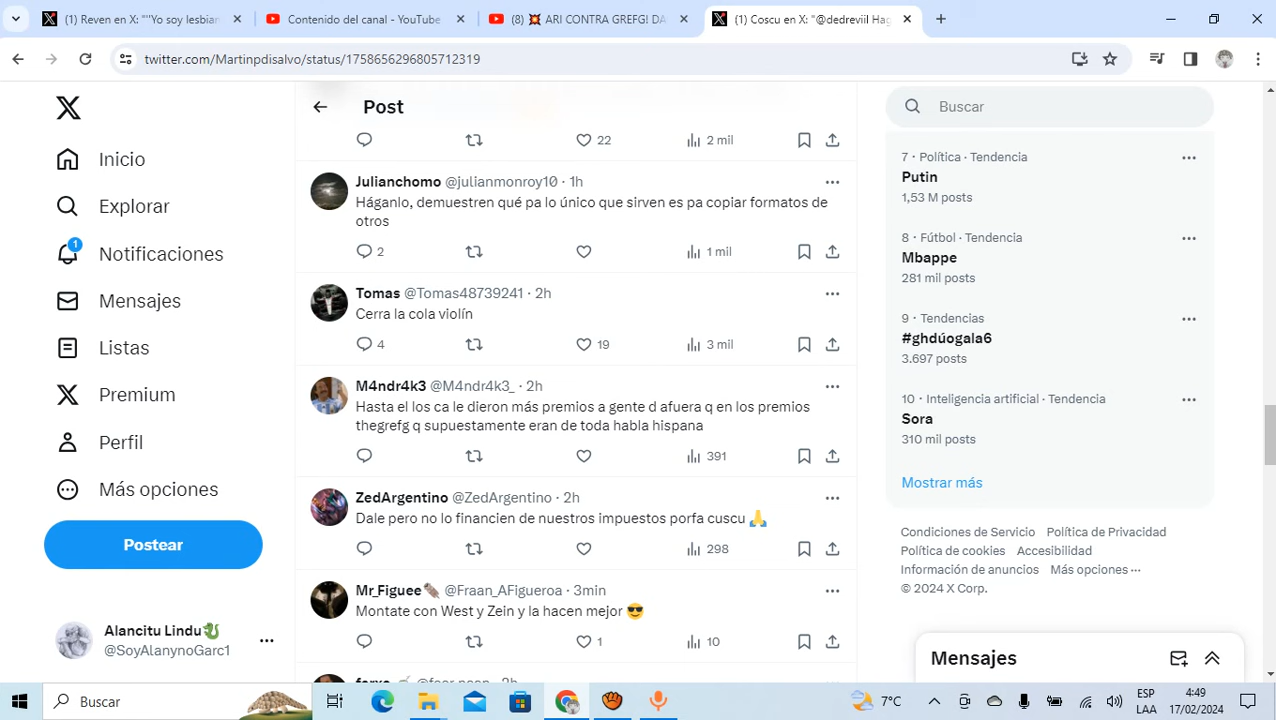 (1) Reven en X: ""Yo soy lesbian
Contenido del canal - YouTube
(8) 💥 ARI CONTRA GREFG! DA
(1) Coscu en X: "@dedreviil Hag
twitter.com/Martinpdisalvo/status/1758656296805712319
Inicio
Explorar
1
Notificaciones
Mensajes
Listas
Premium
Perfil
Más opciones
Postear
Alancitu Lindu🐉
@SoyAlanynoGarc1
Post
22
2 mil
Julianchomo @julianmonroy10 · 1h
Háganlo, demuestren qué pa lo único que sirven es pa copiar formatos de
otros
2
1 mil
Tomas @Tomas48739241 · 2h
Cerra la cola violín
4
19
3 mil
M4ndr4k3 @M4ndr4k3_ · 2h
Hasta el los ca le dieron más premios a gente d afuera q en los premios
thegrefg q supuestamente eran de toda habla hispana
391
ZedArgentino @ZedArgentino · 2h
Dale pero no lo financien de nuestros impuestos porfa cuscu 🙏
298
Mr_Figuee @Fraan_AFigueroa · 3min
Montate con West y Zein y la hacen mejor 😎
1
10
Buscar
7 · Política · Tendencia
Putin
1,53 M posts
8 · Fútbol · Tendencia
Mbappe
281 mil posts
9 · Tendencias
#ghdúogala6
3.697 posts
10 · Inteligencia artificial · Tendencia
Sora
310 mil posts
Mostrar más
Condiciones de Servicio Política de Privacidad
Política de cookies Accesibilidad
Información de anuncios Más opciones ···
© 2024 X Corp.
Mensajes
Buscar
7°C
ESP
LAA
4:49
17/02/2024